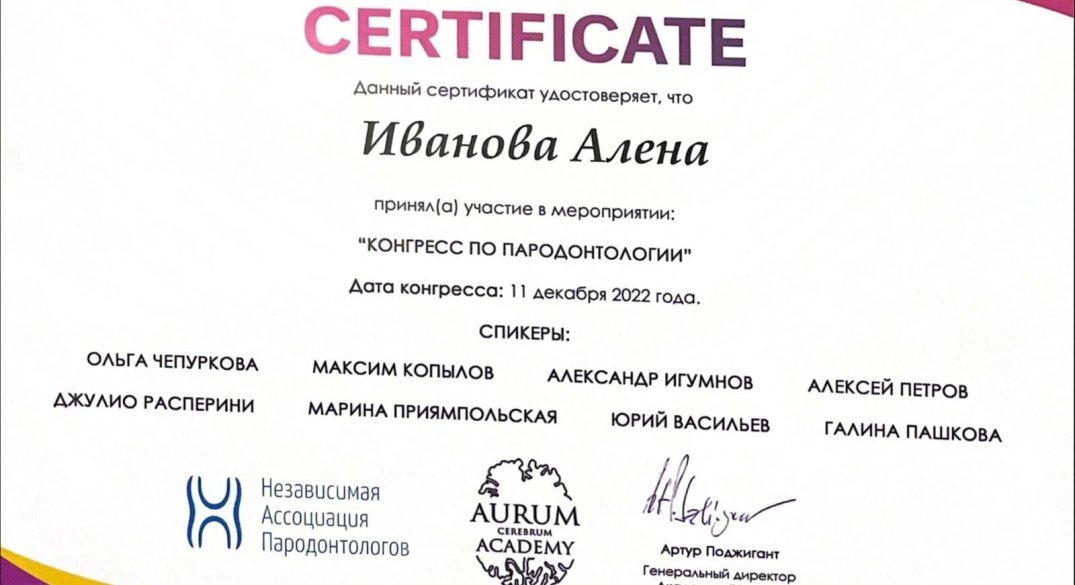 CERTIFICATE
Данный сертификат удостоверяет, что
Иванова Алена
принял(а) участие в мероприятии:
“КОНГРЕСС ПО ПАРОДОНТОЛОГИИ”
Дата конгресса: 11 декабря 2022 года.
СПИКЕРЫ:
ОЛЬГА ЧЕПУРКОВА МАКСИМ КОПЫЛОВ АЛЕКСАНДР ИГУМНОВ АЛЕКСЕЙ ПЕТРОВ
ДЖУЛИО РАСПЕРИНИ МАРИНА ПРИЯМПОЛЬСКАЯ ЮРИЙ ВАСИЛЬЕВ ГАЛИНА ПАШКОВА
Независимая
Ассоциация
Пародонтологов
AURUM
CEREBRUM
ACADEMY
Артур Поджигант
Генеральный директор